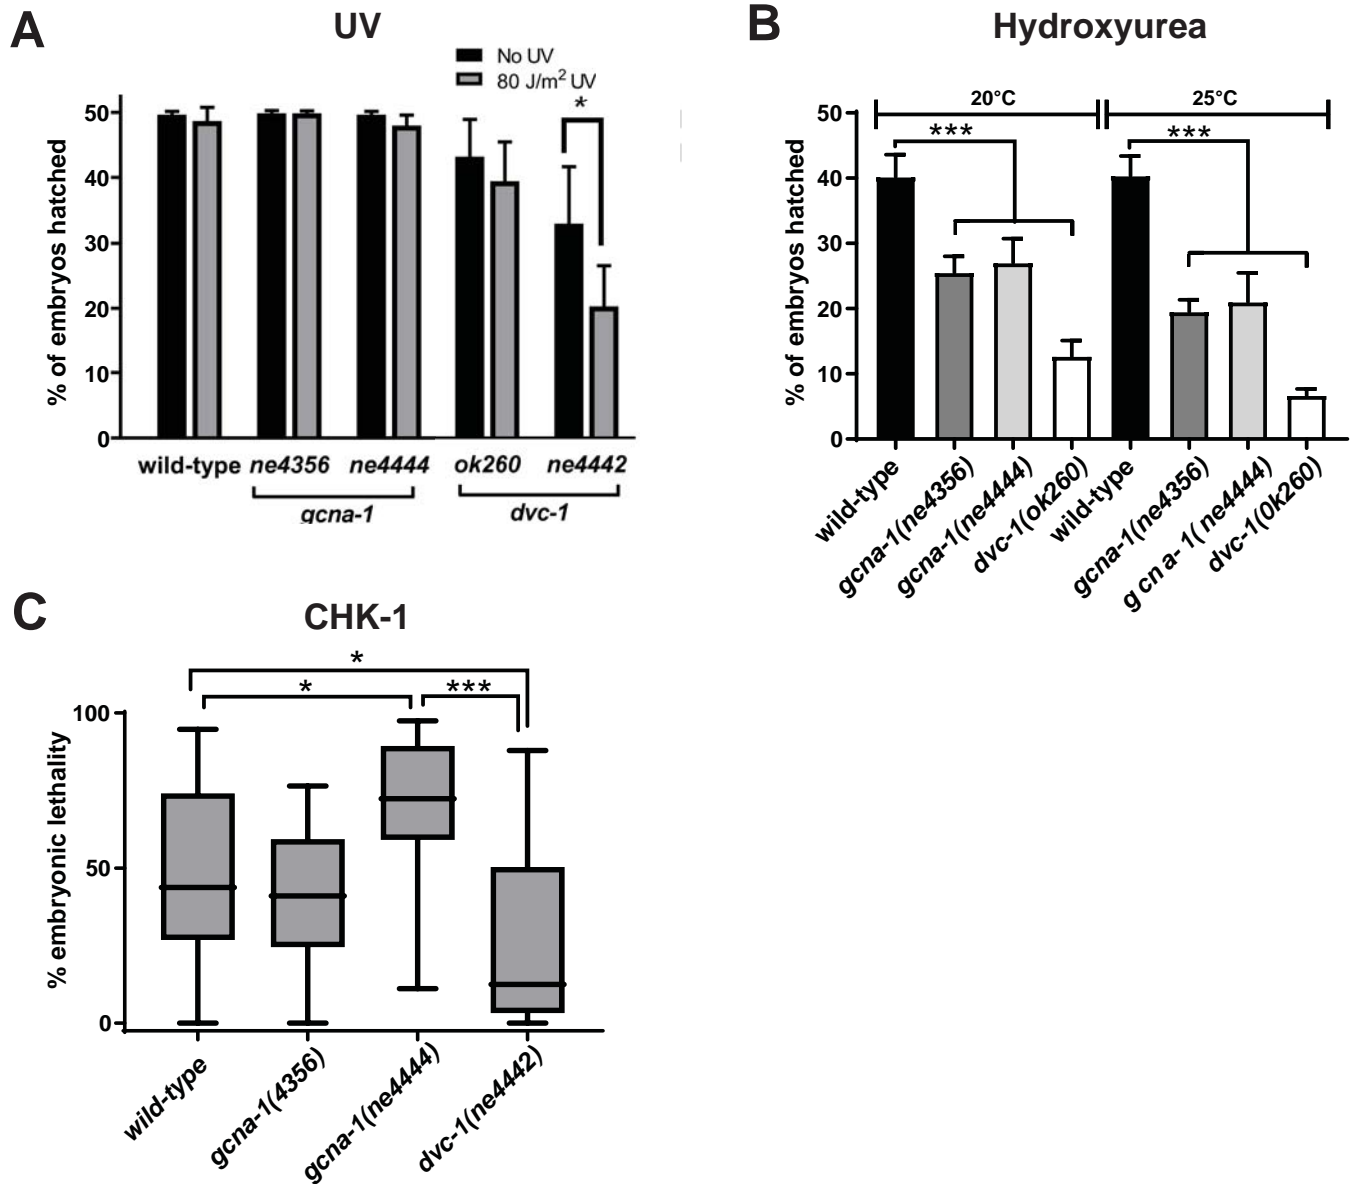 A
UV
No UV
80 J/m² UV
*
% of embryos hatched
50
40
30
20
10
0
wild-type ne4356 ne4444 ok260 ne4442
gcna-1 dvc-1
B
Hydroxyurea
20°C 25°C
*** ***
% of embryos hatched
50
40
30
20
10
0
wild-type
gcna-1(ne4356)
gcna-1(ne4444)
dvc-1(ok260)
wild-type
gcna-1(ne4356)
g cn a- 1( ne4444)
dvc-1(0k260)
C
CHK-1
*
* ***
% embryonic lethality
100
50
0
wild-type
gcna-1(4356)
gcna-1(ne4444)
dvc-1(ne4442)